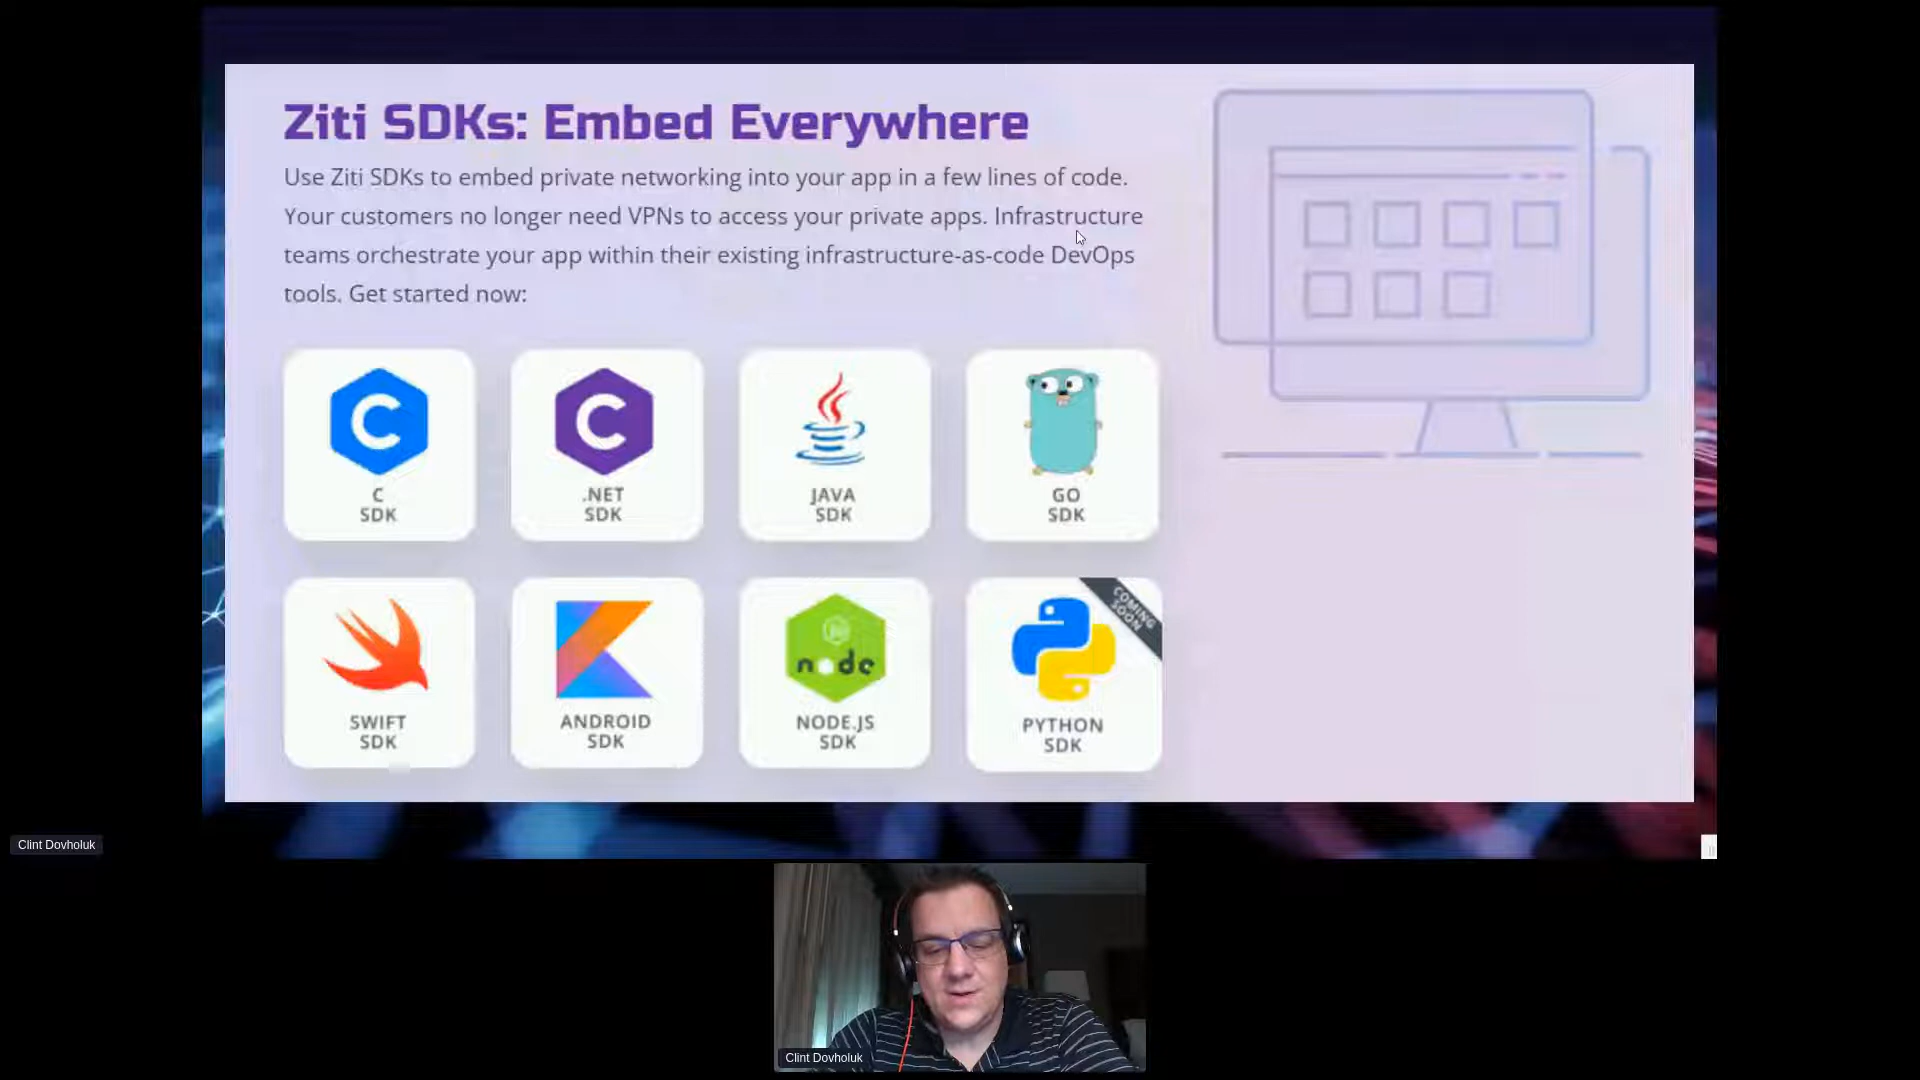 Ziti SDKs: Embed Everywhere
Use Ziti SDKs to embed private networking into your app in a few lines of code.
Your customers no longer need VPNs to access your private apps. Infrastructure
teams orchestrate your app within their existing infrastructure-as-code DevOps
tools. Get started now:
C
SDK
.NET
SDK
JAVA
SDK
GO
SDK
SWIFT
SDK
ANDROID
SDK
node
NODE.JS
SDK
COMING
SOON
PYTHON
SDK
Clint Dovholuk
Clint Dovholuk